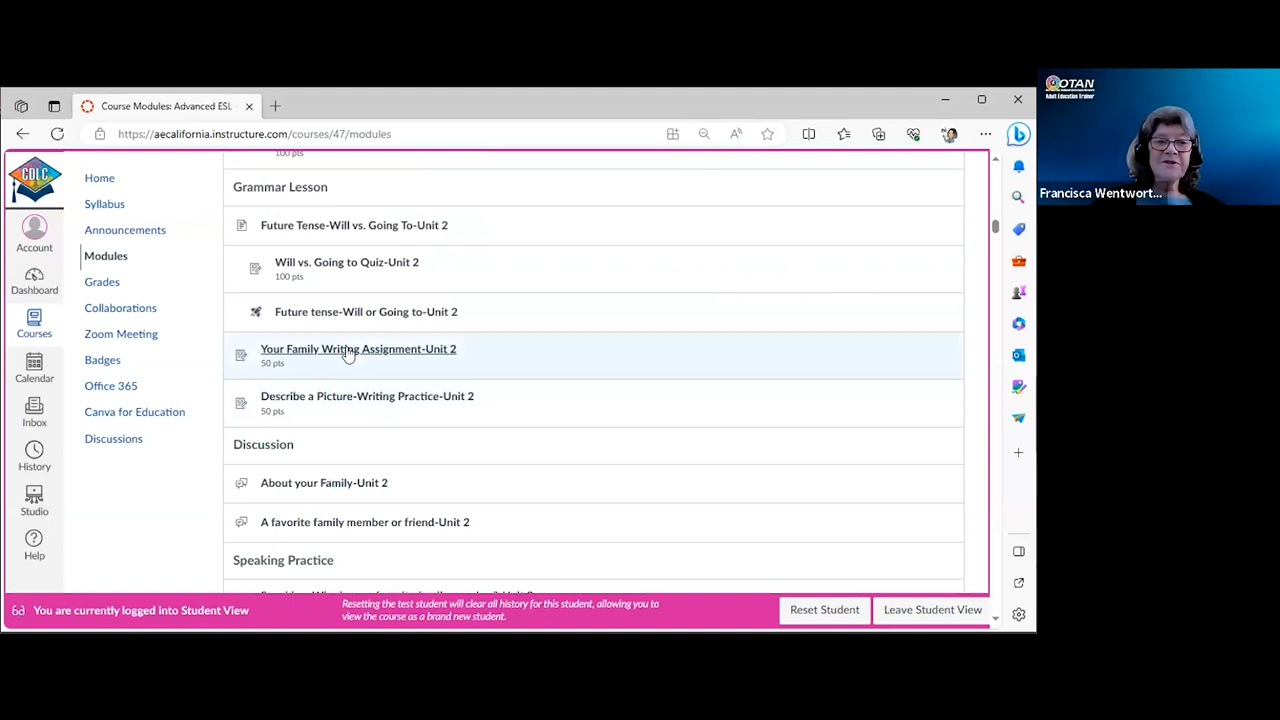 Course Modules: Advanced ESL
https://aecalifornia.instructure.com/courses/47/modules
OTAN
Adult Education Trainer
Francisca Wentwort...
CDLC
Account
Dashboard
Courses
Calendar
Inbox
History
Studio
Help
Home
Syllabus
Announcements
Modules
Grades
Collaborations
Zoom Meeting
Badges
Office 365
Canva for Education
Discussions
100 pts
Grammar Lesson
Future Tense-Will vs. Going To-Unit 2
Will vs. Going to Quiz-Unit 2
100 pts
Future tense-Will or Going to-Unit 2
Your Family Writing Assignment-Unit 2
50 pts
Describe a Picture-Writing Practice-Unit 2
50 pts
Discussion
About your Family-Unit 2
A favorite family member or friend-Unit 2
Speaking Practice
You are currently logged into Student View
Resetting the test student will clear all history for this student, allowing you to
view the course as a brand new student.
Reset Student
Leave Student View